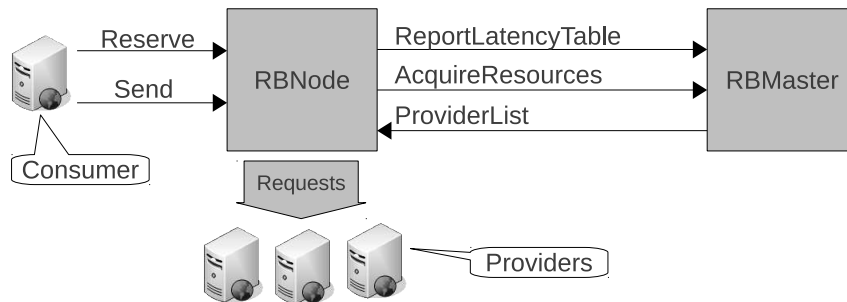 Reserve
Send
RBNode
ReportLatencyTable
AcquireResources
ProviderList
RBMaster
Consumer
Requests
Providers